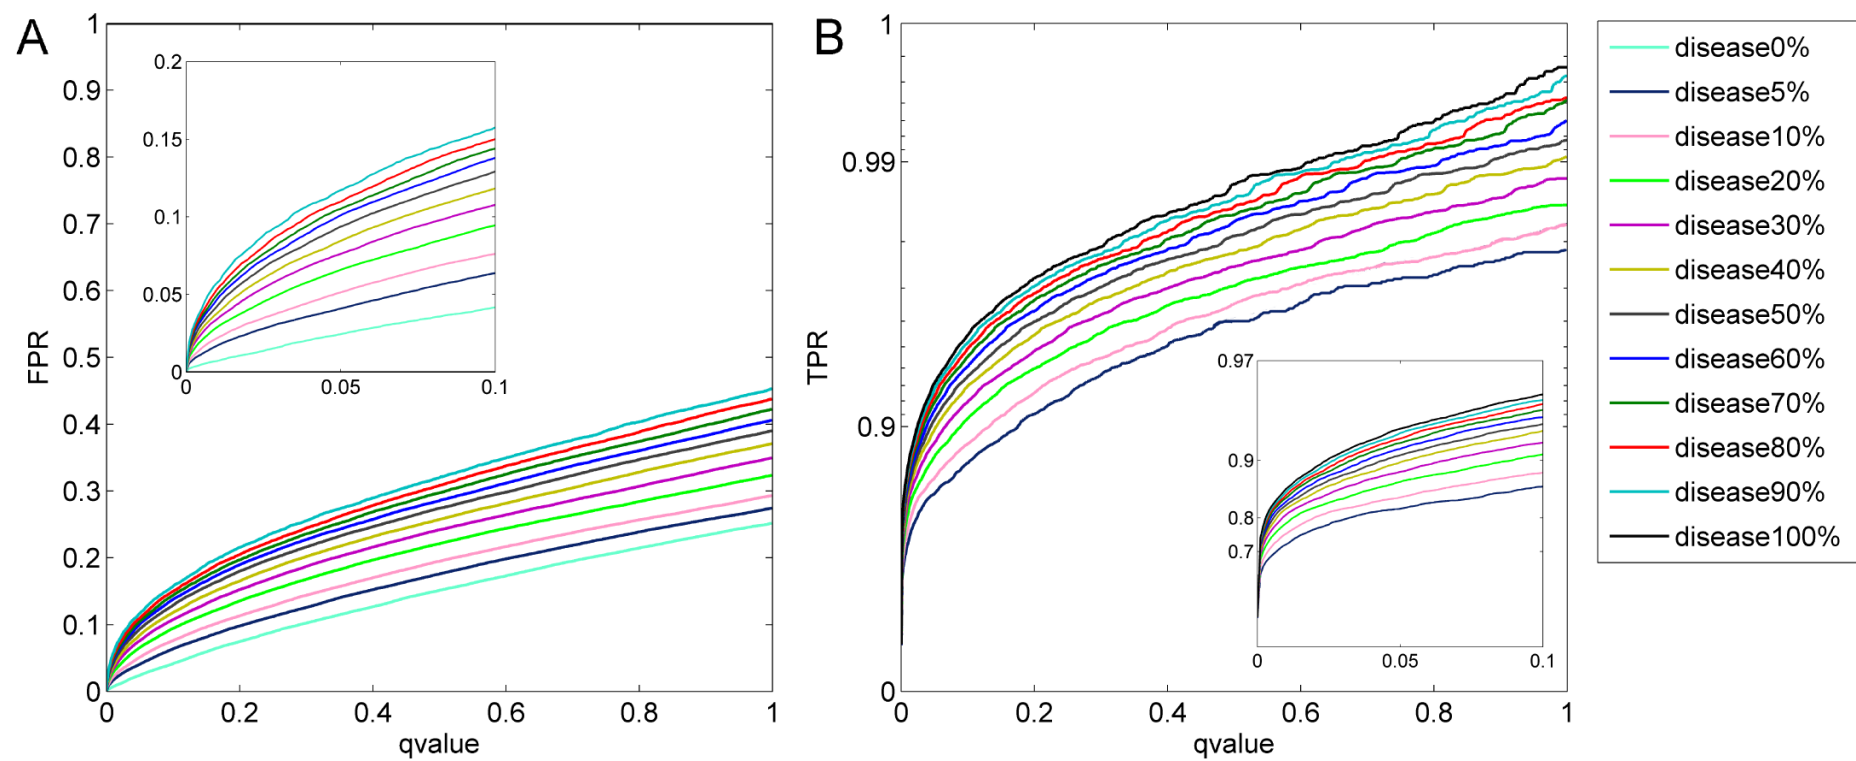 A
1
0.9
0.8
0.7
0.6
0.5
0.4
0.3
0.2
0.1
0
FPR
0 0.2 0.4 0.6 0.8 1
qvalue
0.2
0.15
0.1
0.05
0
0 0.05 0.1
B
1
0.99
0.9
0
TPR
0 0.2 0.4 0.6 0.8 1
qvalue
0.97
0.9
0.8
0.7
0 0.05 0.1
disease0%
disease5%
disease10%
disease20%
disease30%
disease40%
disease50%
disease60%
disease70%
disease80%
disease90%
disease100%